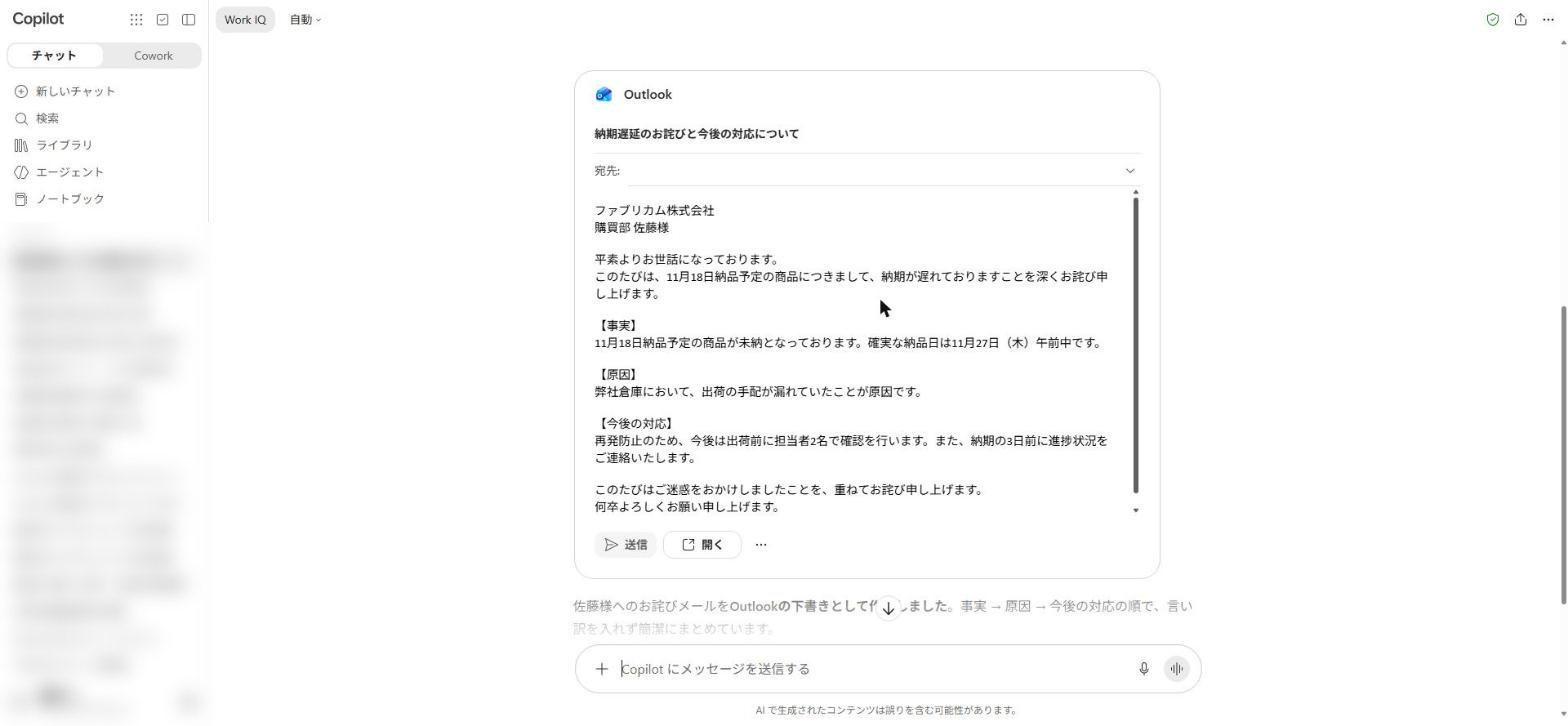 Copilot
Work IQ
自動
チャット
Cowork
新しいチャット
検索
ライブラリ
エージェント
ノートブック
Outlook
納期遅延のお詫びと今後の対応について
宛先:
ファブリカム株式会社
購買部 佐藤様
平素よりお世話になっております。
このたびは、11月18日納品予定の商品につきまして、納期が遅れておりますことを深くお詫び申
し上げます。
【事実】
11月18日納品予定の商品が未納となっております。確実な納品日は11月27日（木）午前中です。
【原因】
弊社倉庫において、出荷の手配が漏れていたことが原因です。
【今後の対応】
再発防止のため、今後は出荷前に担当者2名で確認を行います。また、納期の3日前に進捗状況を
ご連絡いたします。
このたびはご迷惑をおかけしましたことを、重ねてお詫び申し上げます。
何卒よろしくお願い申し上げます。
送信
開く
佐藤様へのお詫びメールをOutlookの下書きとして しました。事実 → 原因 → 今後の対応の順で、言い
訳を入れず簡潔にまとめています。
Copilot にメッセージを送信する
AI で生成されたコンテンツは誤りを含む可能性があります。